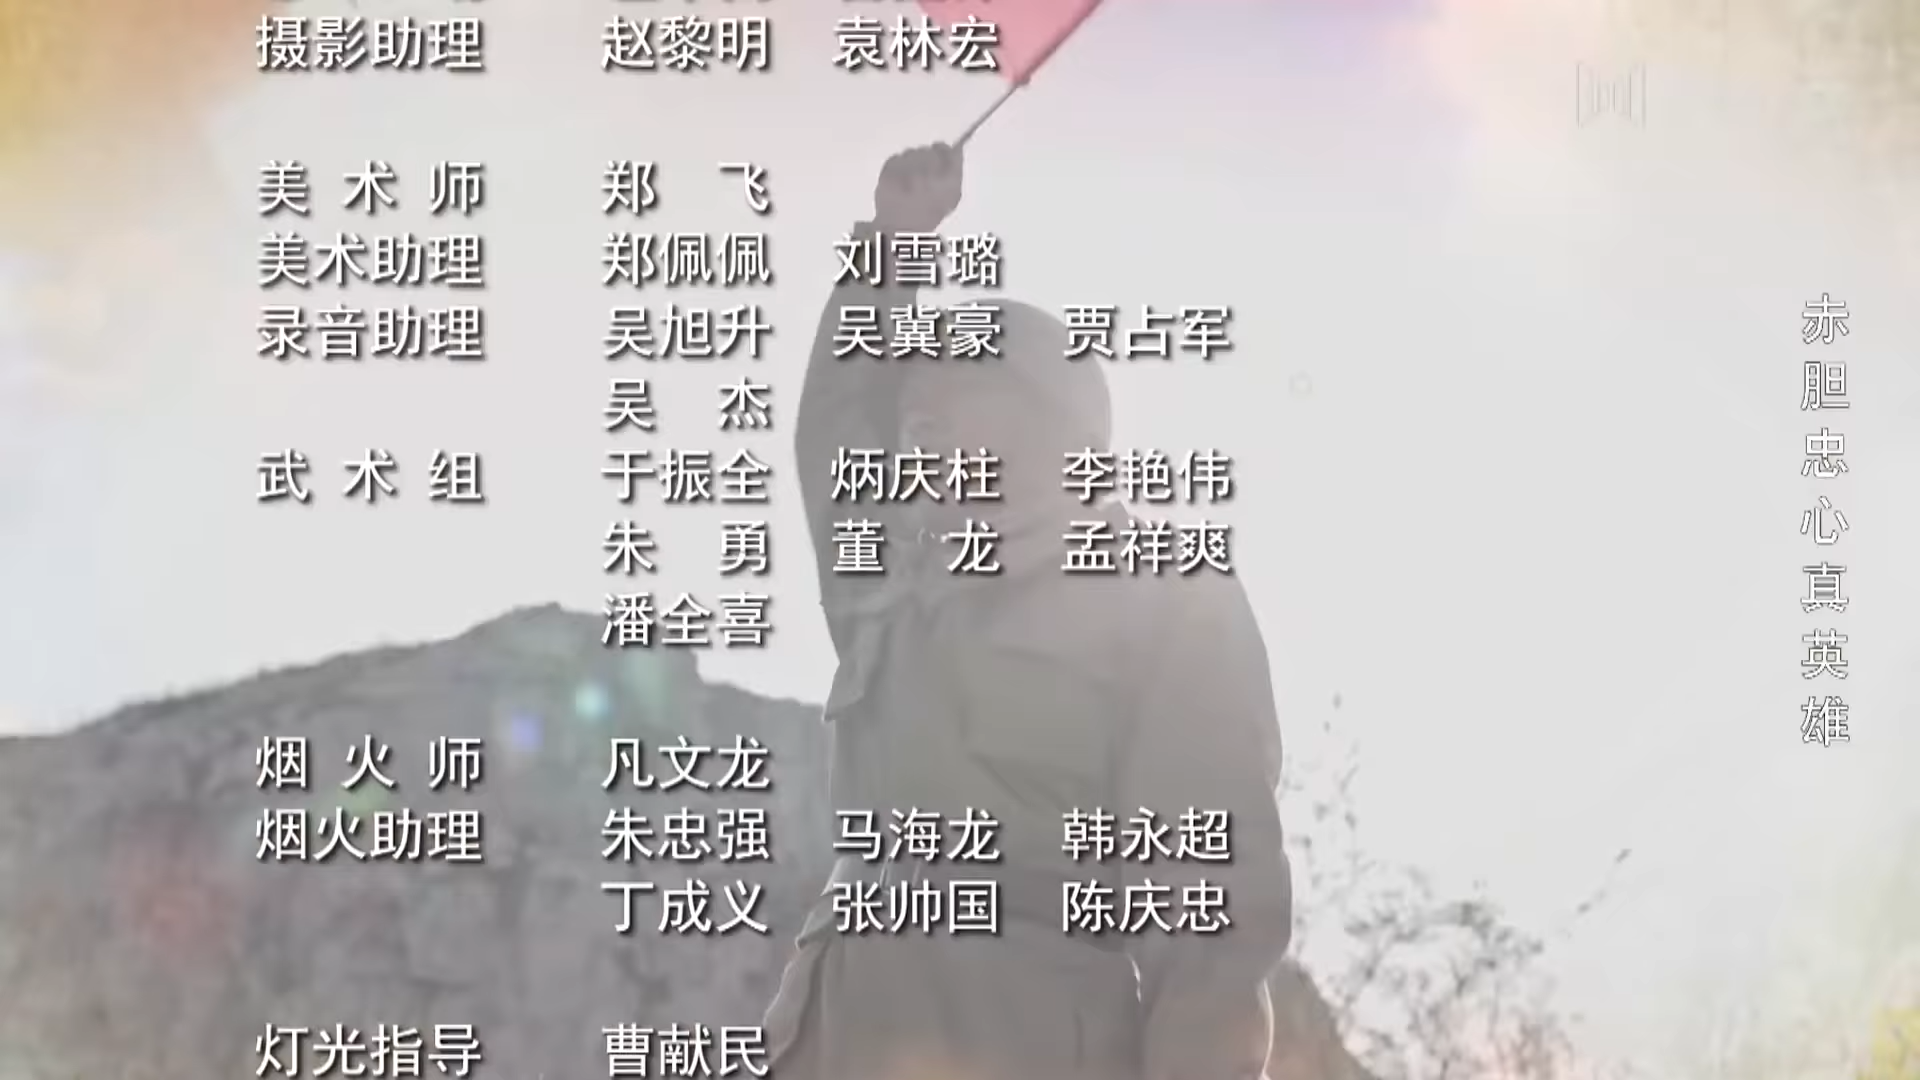 摄影助理 赵黎明 袁林宏
美术师 郑飞
美术助理 郑佩佩 刘雪璐
录音助理 吴旭升 吴冀豪 贾占军
吴杰
武术组 于振全 炳庆柱 李艳伟
朱勇 董龙 孟祥爽
潘全喜
烟火师 凡文龙
烟火助理 朱忠强 马海龙 韩永超
丁成义 张帅国 陈庆忠
灯光指导 曹献民
赤胆忠心真英雄